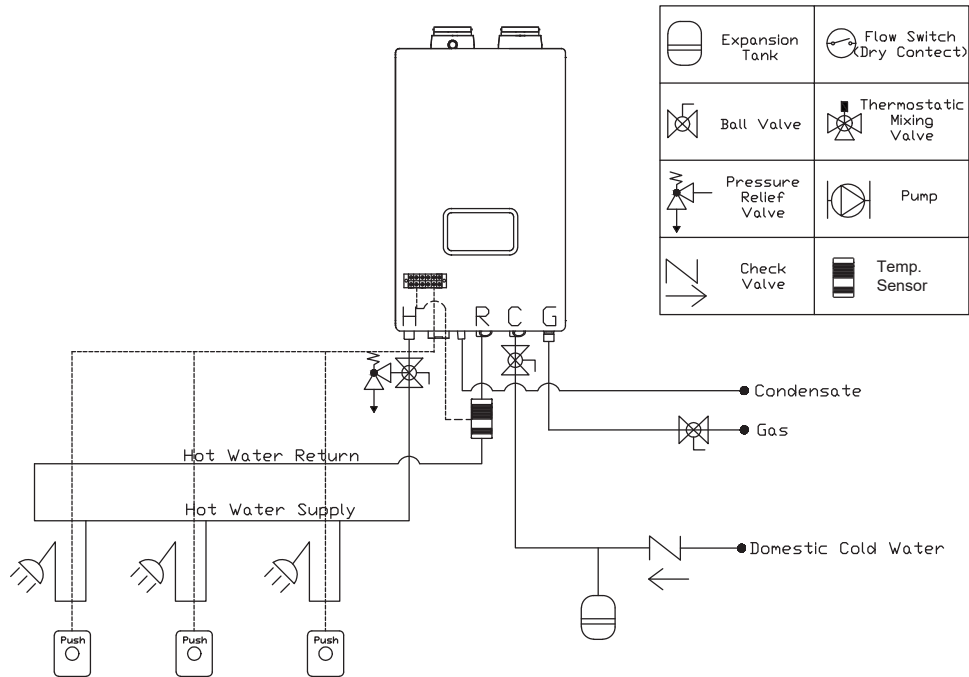 Expansion
Tank
Flow Switch
(Dry Contect)
Ball Valve
Thermostatic
Mixing
Valve
Pressure
Relief
Valve
Pump
Check
Valve
Temp.
Sensor
H R C G
Condensate
Gas
Hot Water Return
Hot Water Supply
Domestic Cold Water
Push
Push
Push